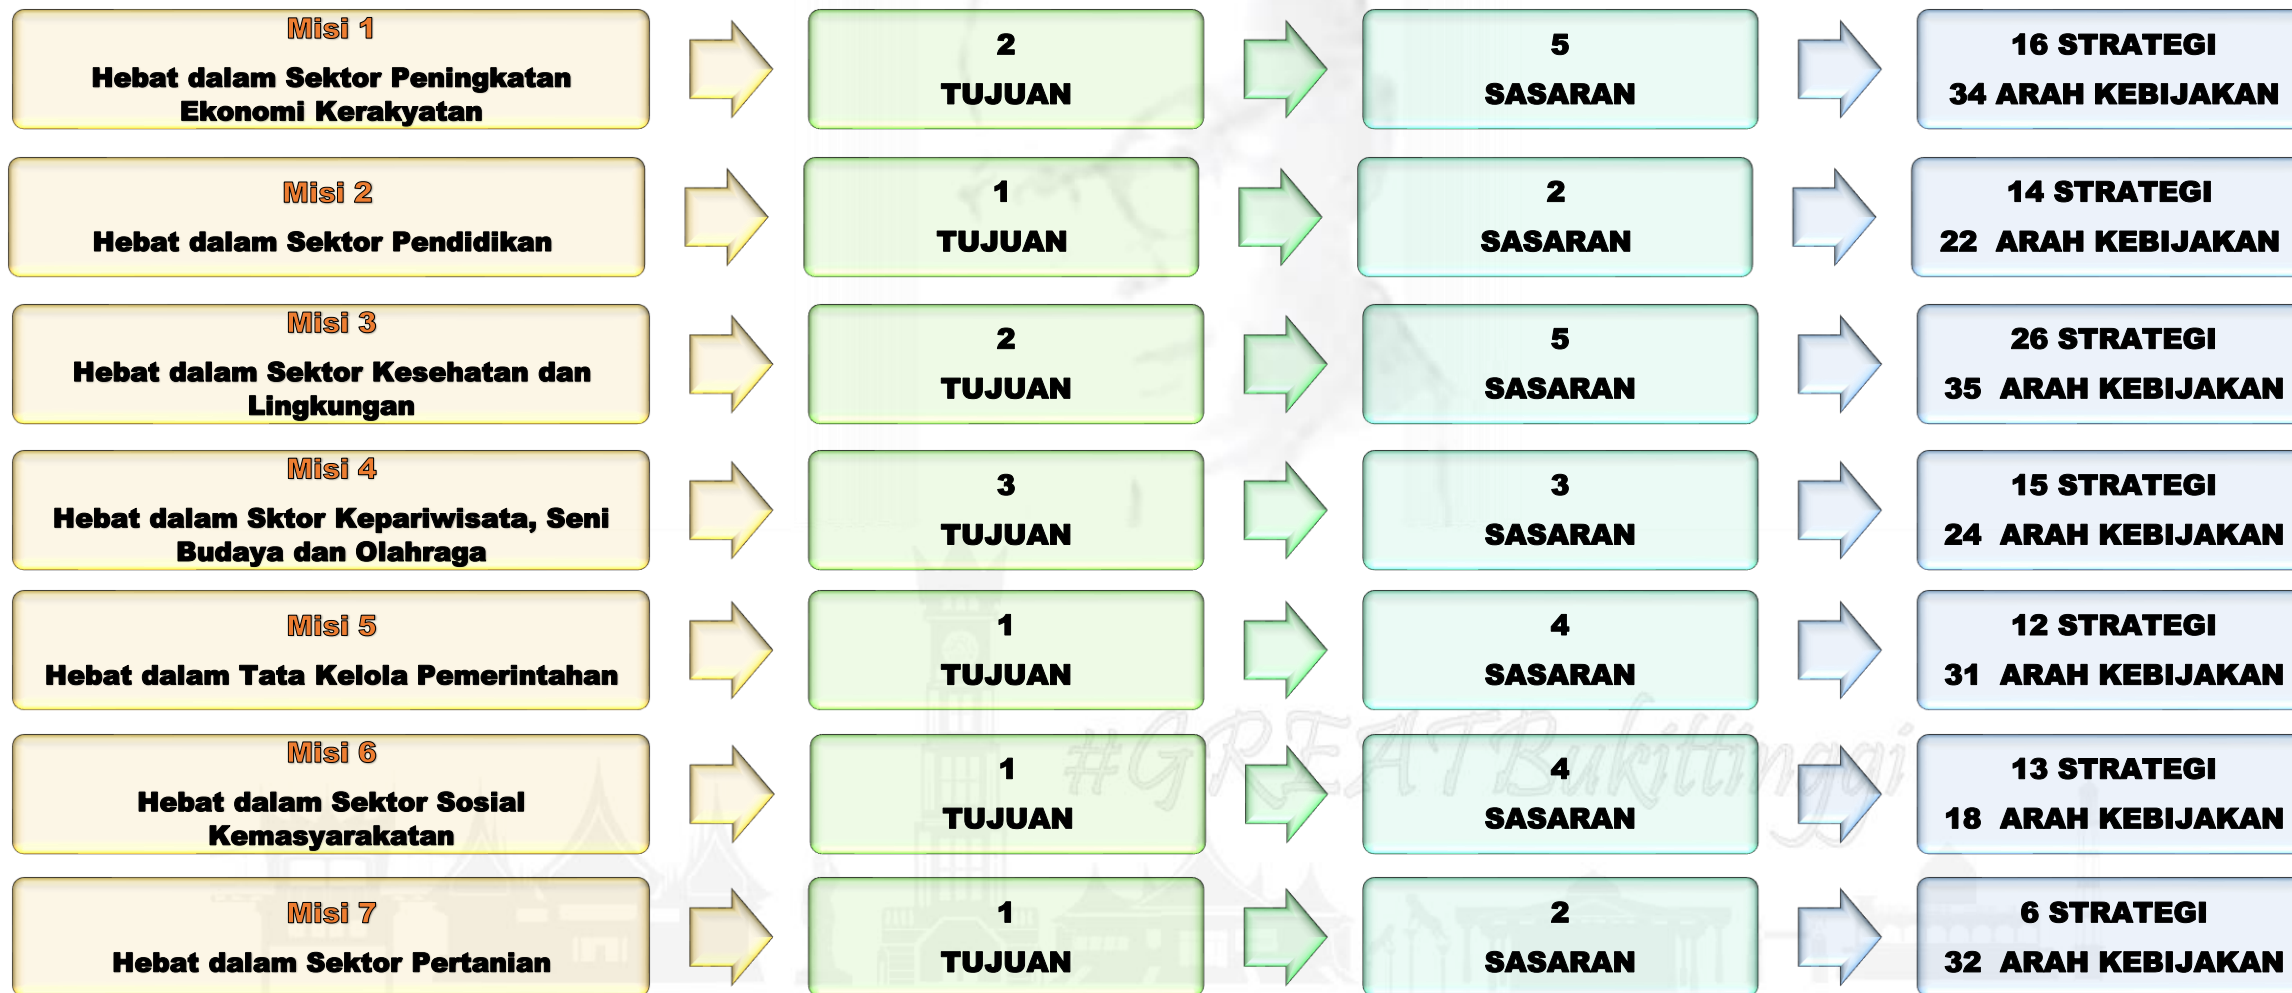 Misi 1
Hebat dalam Sektor Peningkatan
Ekonomi Kerakyatan
2
TUJUAN
5
SASARAN
16 STRATEGI
34 ARAH KEBIJAKAN
Misi 2
Hebat dalam Sektor Pendidikan
1
TUJUAN
2
SASARAN
14 STRATEGI
22 ARAH KEBIJAKAN
Misi 3
Hebat dalam Sektor Kesehatan dan
Lingkungan
2
TUJUAN
5
SASARAN
26 STRATEGI
35 ARAH KEBIJAKAN
Misi 4
Hebat dalam Sktor Kepariwisata, Seni
Budaya dan Olahraga
3
TUJUAN
3
SASARAN
15 STRATEGI
24 ARAH KEBIJAKAN
Misi 5
Hebat dalam Tata Kelola Pemerintahan
1
TUJUAN
4
SASARAN
12 STRATEGI
31 ARAH KEBIJAKAN
#GREATBukittinggi
Misi 6
Hebat dalam Sektor Sosial
Kemasyarakatan
1
TUJUAN
4
SASARAN
13 STRATEGI
18 ARAH KEBIJAKAN
Misi 7
Hebat dalam Sektor Pertanian
1
TUJUAN
2
SASARAN
6 STRATEGI
32 ARAH KEBIJAKAN